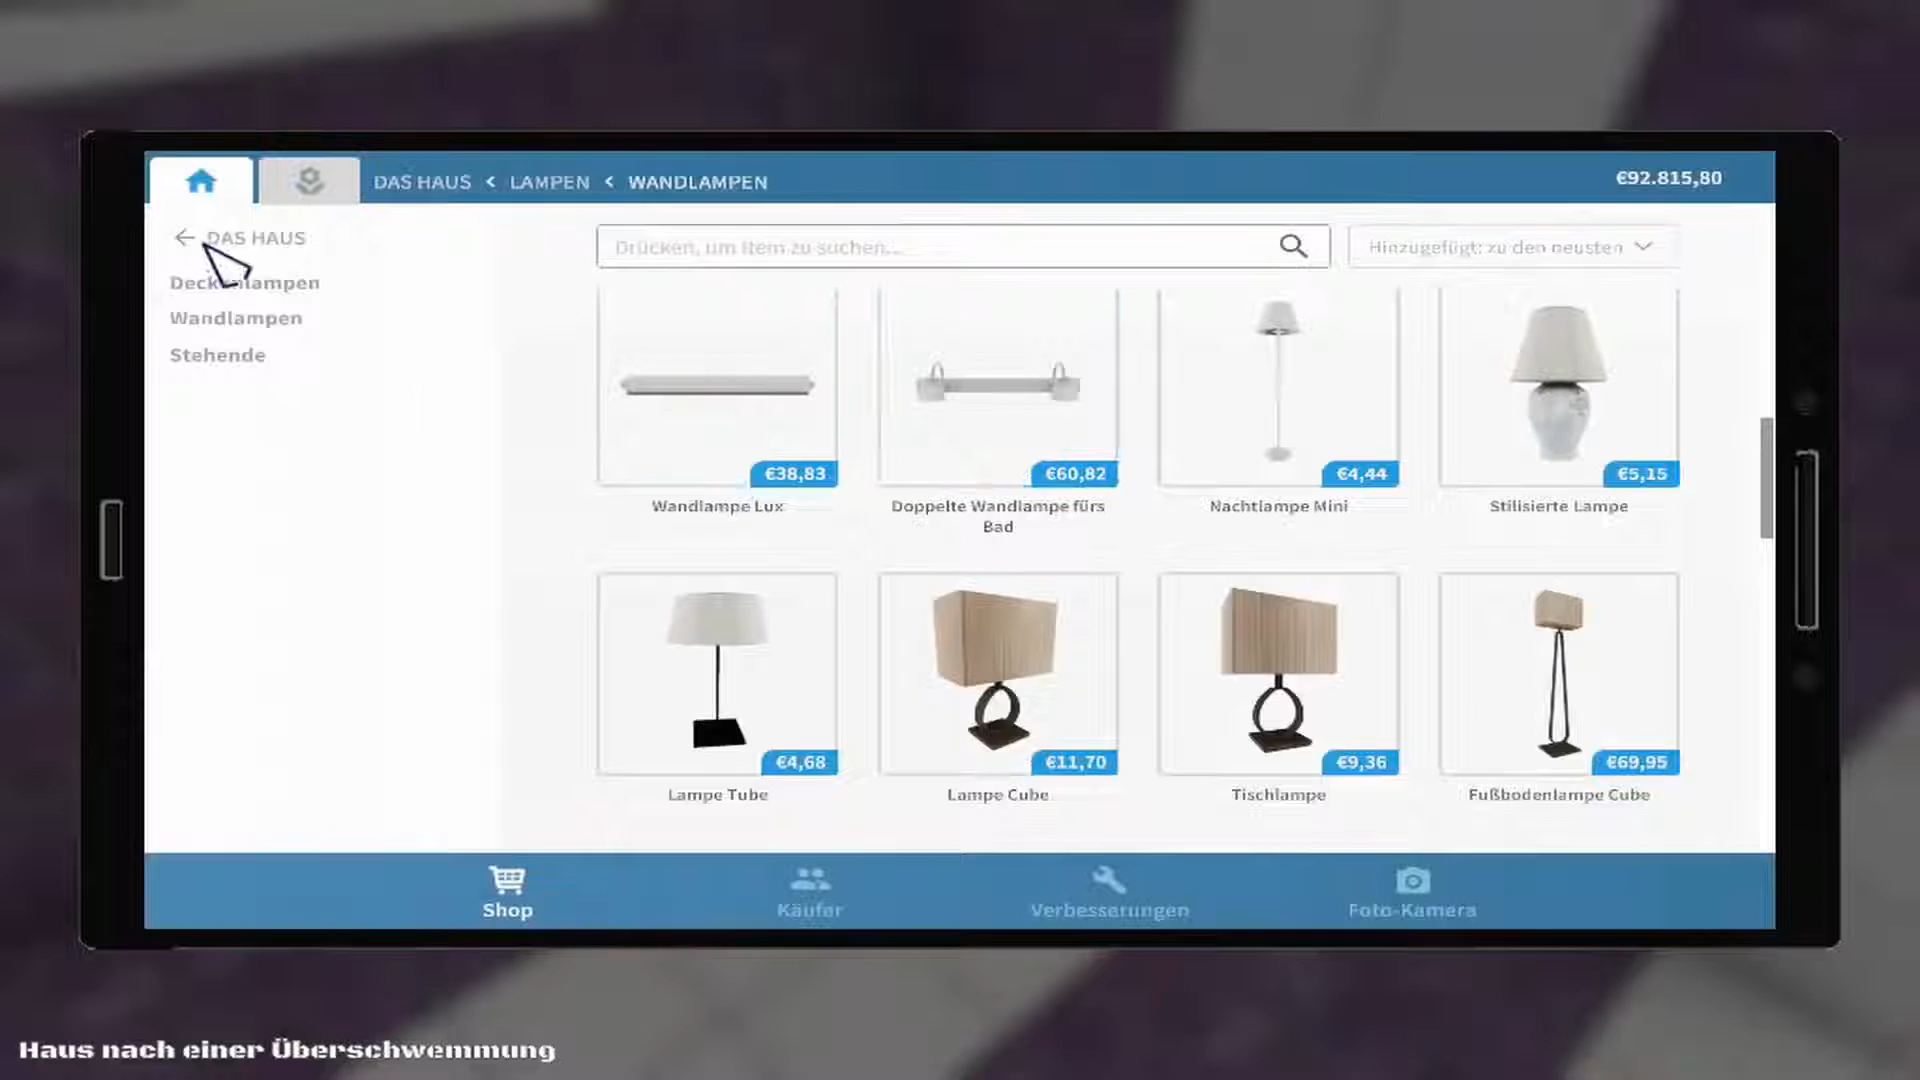 DAS HAUS < LAMPEN < WANDLAMPEN
€92.815,80
DAS HAUS
Deckenlampen
Wandlampen
Stehende
Drücken, um Item zu suchen...
Hinzugefügt: zu den neusten
€38,83
€60,82
€4,44
€5,15
Wandlampe Lux
Doppelte Wandlampe fürs
Bad
Nachtlampe Mini
Stilisierte Lampe
€4,68
€11,70
€9,36
€69,95
Lampe Tube
Lampe Cube
Tischlampe
Fußbodenlampe Cube
Shop
Käufer
Verbesserungen
Foto-Kamera
Haus nach einer Überschwemmung